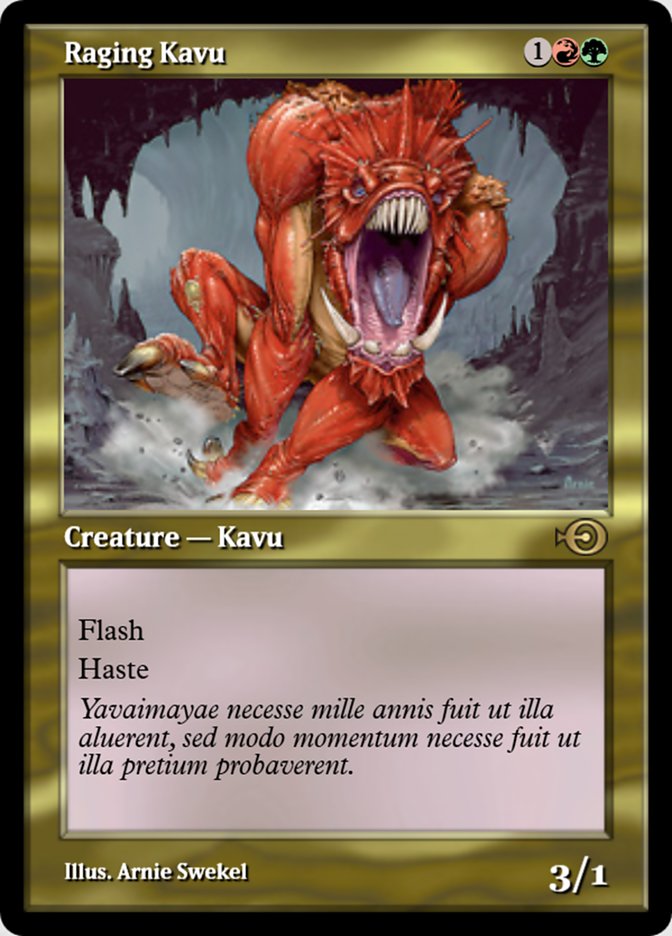 Raging Kavu
1
Arnie
Creature — Kavu
Flash
Haste
Yavaimayae necesse mille annis fuit ut illa
aluerent, sed modo momentum necesse fuit ut
illa pretium probaverent.
Illus. Arnie Swekel
3/1